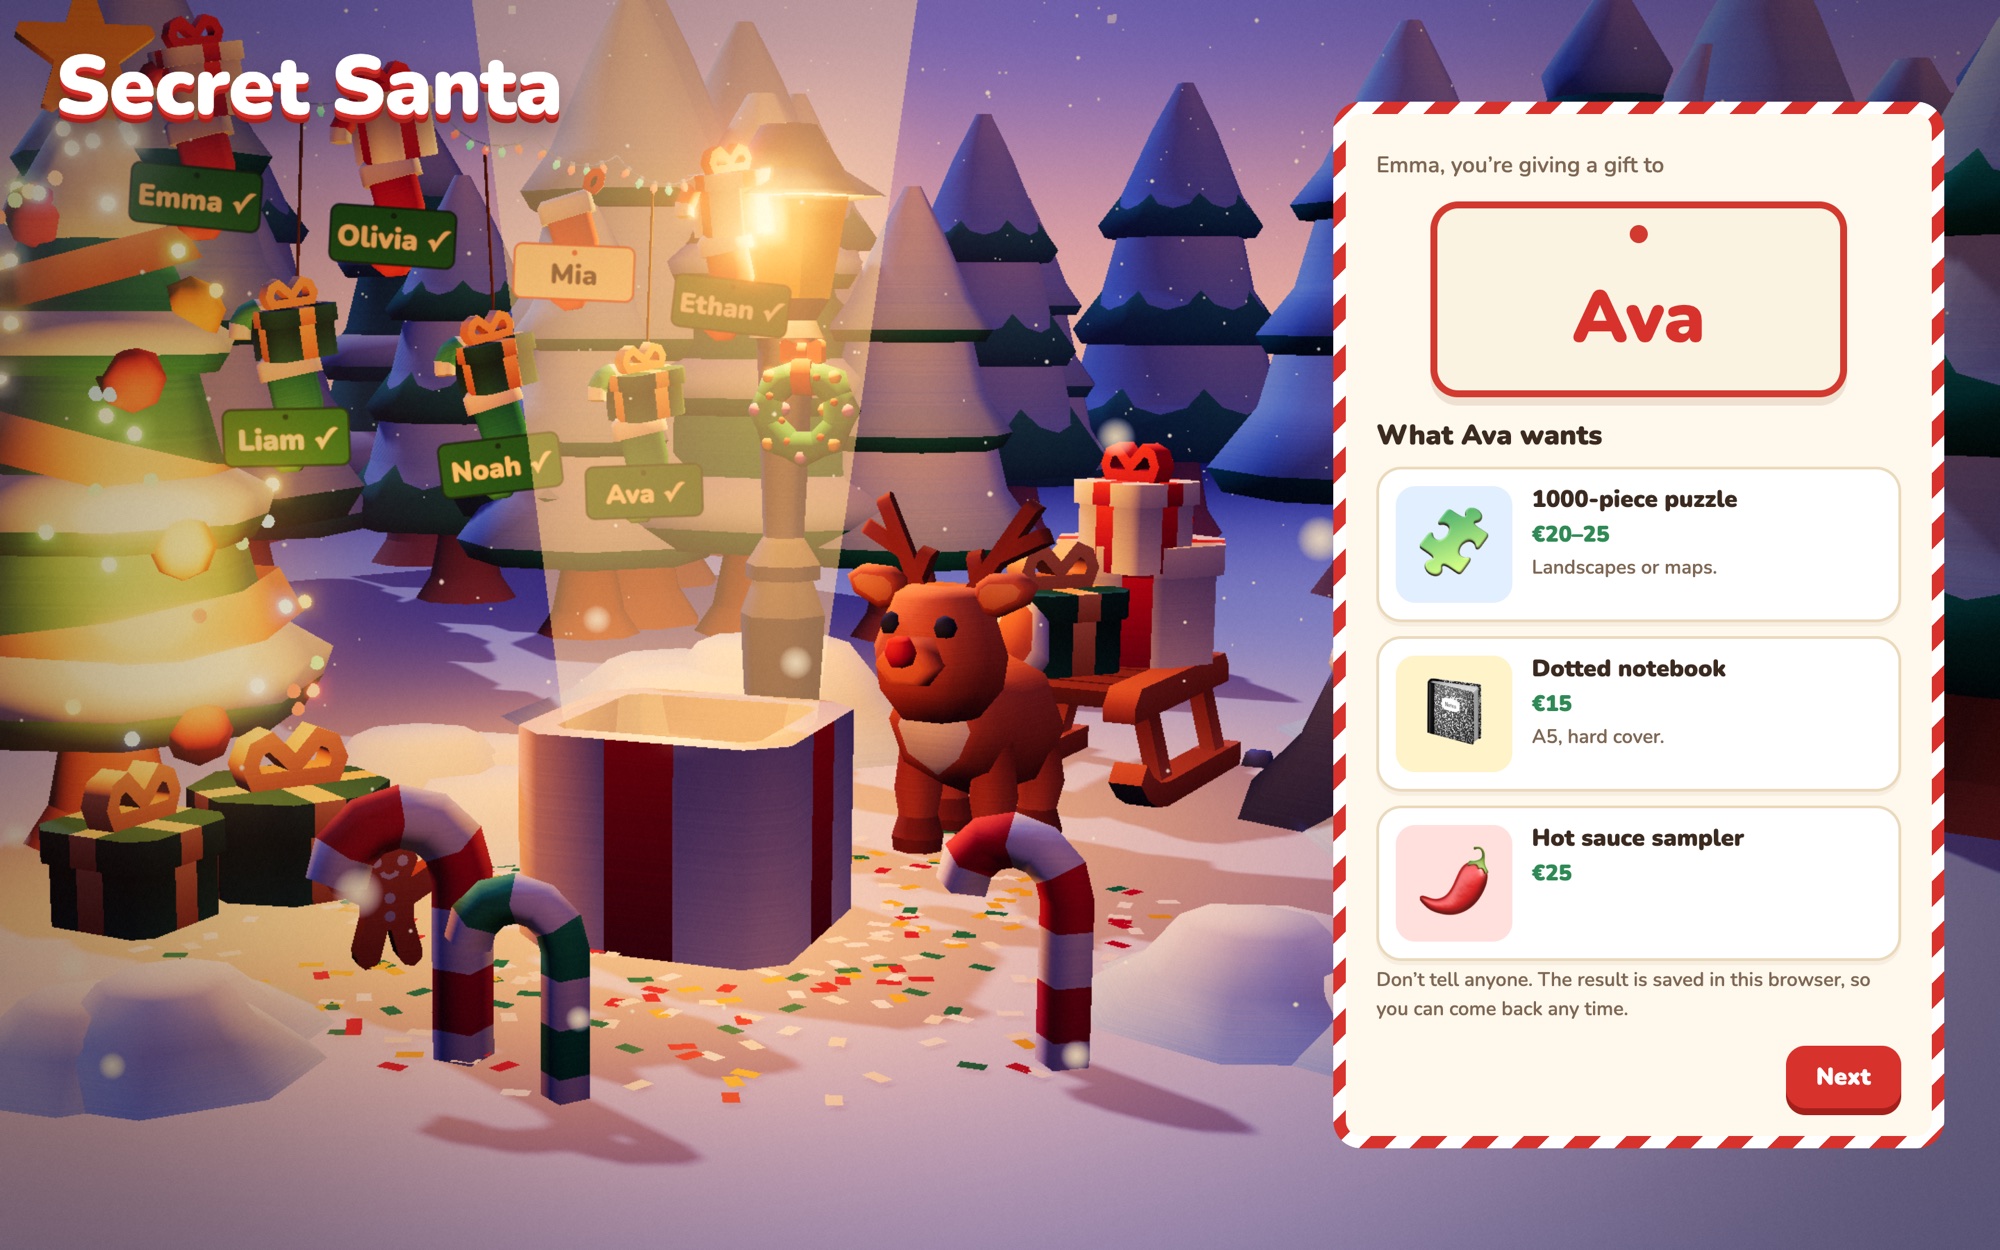 Secret Santa
Emma ✓
Olivia ✓
Mia
Ethan ✓
Liam ✓
Noah ✓
Ava ✓
Emma, you’re giving a gift to
Ava
What Ava wants
1000-piece puzzle
€20–25
Landscapes or maps.
Dotted notebook
€15
A5, hard cover.
Hot sauce sampler
€25
Don’t tell anyone. The result is saved in this browser, so
you can come back any time.
Next